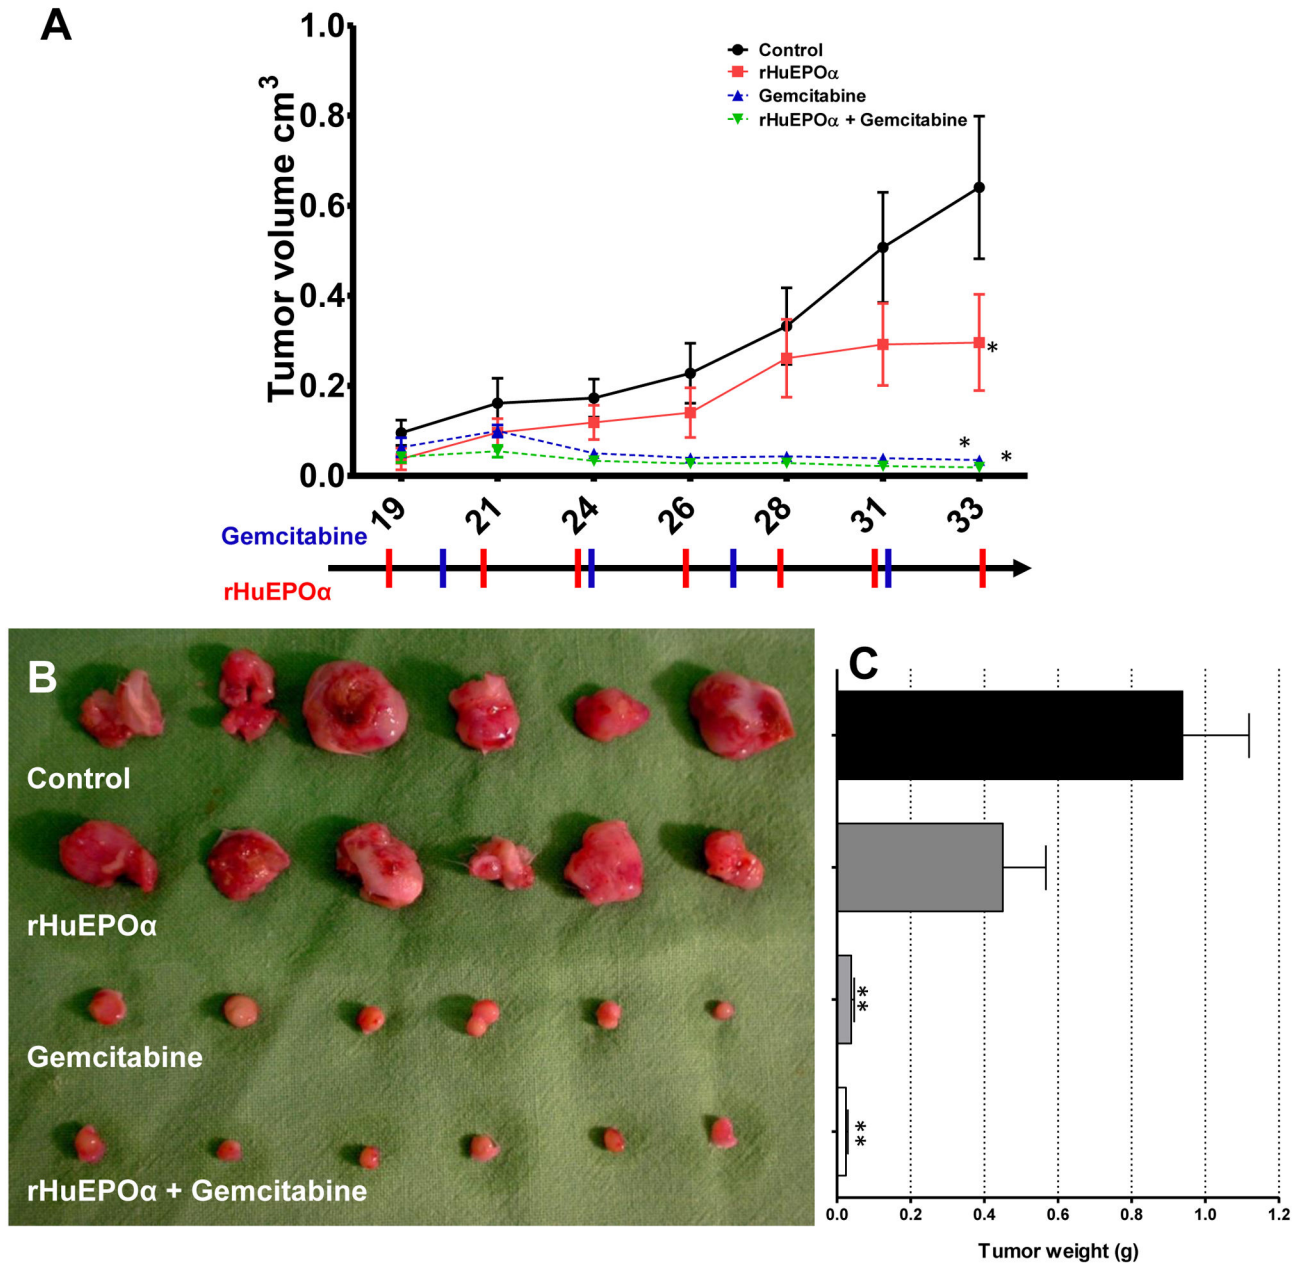 A
Tumor volume cm3
1.0
0.8
0.6
0.4
0.2
0.0
Control
rHuEPOα
Gemcitabine
rHuEPOα + Gemcitabine
*
*
*
19 21 24 26 28 31 33
Gemcitabine
rHuEPOα
B
Control
rHuEPOα
Gemcitabine
rHuEPOα + Gemcitabine
C
**
**
0.0 0.2 0.4 0.6 0.8 1.0 1.2
Tumor weight (g)